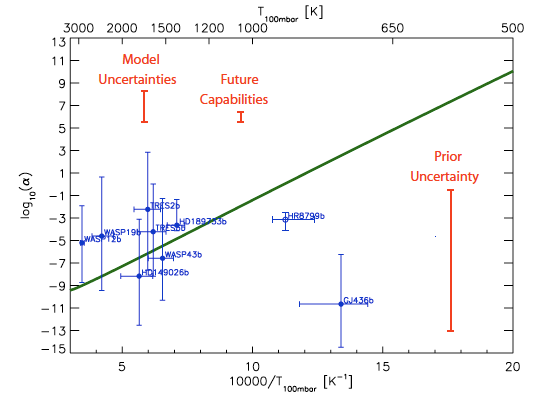 T100mbar [K]
3000 2000 1500 1200 1000 650 500
13
11
9
7
5
3
1
-1
-3
-5
-7
-9
-11
-13
-15
log10(α)
Model
Uncertainties
Future
Capabilities
Prior
Uncertainty
TRES2b
HD189733b
HR8799b
WASP19b
WASP12b
WASP43b
HD149026b
GJ436b
5 10 15 20
10000/T100mbar [K-1]